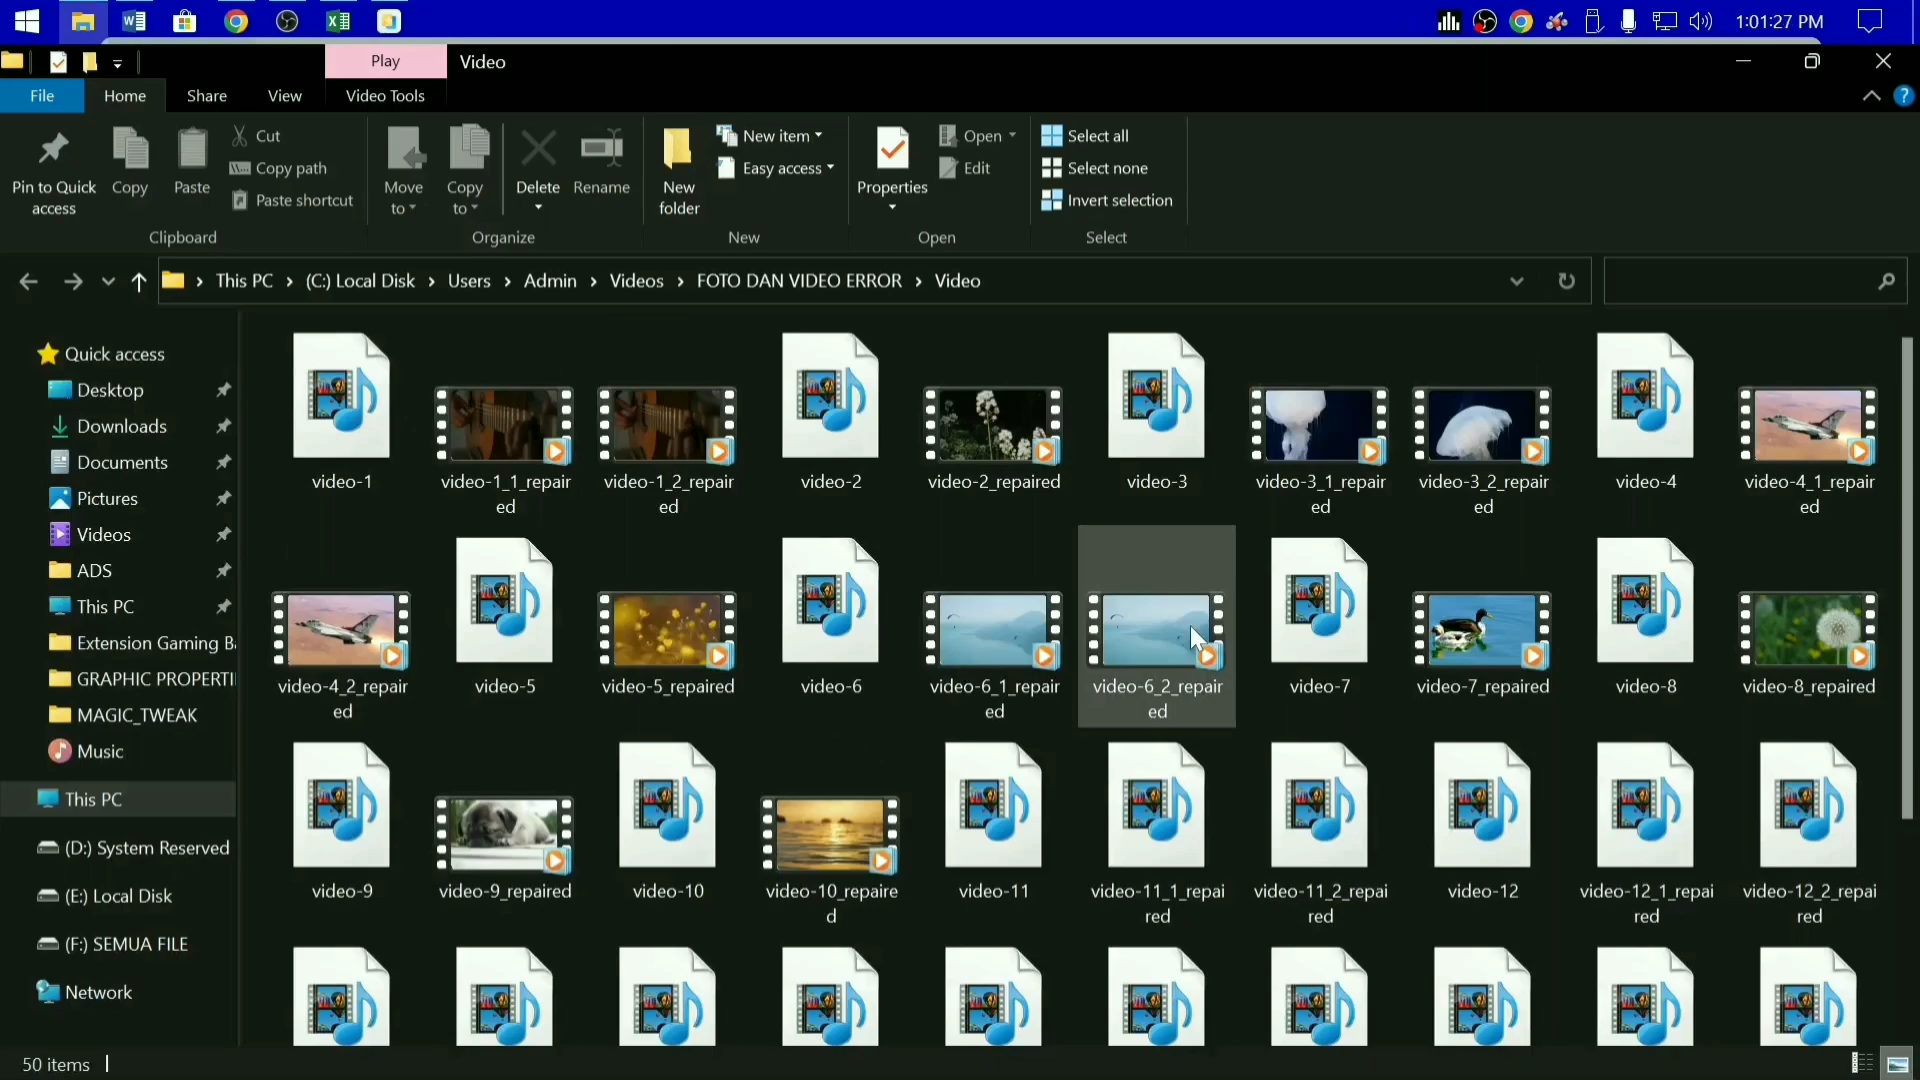 1:01:27 PM
Play
Video
File
Home
Share
View
Video Tools
Pin to Quick
access
Copy
Paste
Cut
Copy path
Paste shortcut
Clipboard
Move
to
Copy
to
Delete
Rename
Organize
New
folder
New item
Easy access
New
Properties
Open
Edit
Open
Select all
Select none
Invert selection
Select
This PC > (C:) Local Disk > Users > Admin > Videos > FOTO DAN VIDEO ERROR > Video
Quick access
Desktop
Downloads
Documents
Pictures
Videos
ADS
This PC
Extension Gaming Ba
GRAPHIC PROPERTI
MAGIC_TWEAK
Music
This PC
(D:) System Reserved
(E:) Local Disk
(F:) SEMUA FILE
Network
video-1
video-1_1_repair
ed
video-1_2_repair
ed
video-2
video-2_repaired
video-3
video-3_1_repair
ed
video-3_2_repair
ed
video-4
video-4_1_repair
ed
video-4_2_repair
ed
video-5
video-5_repaired
video-6
video-6_1_repair
ed
video-6_2_repair
ed
video-7
video-7_repaired
video-8
video-8_repaired
video-9
video-9_repaired
video-10
video-10_repaire
d
video-11
video-11_1_repai
red
video-11_2_repai
red
video-12
video-12_1_repai
red
video-12_2_repai
red
50 items